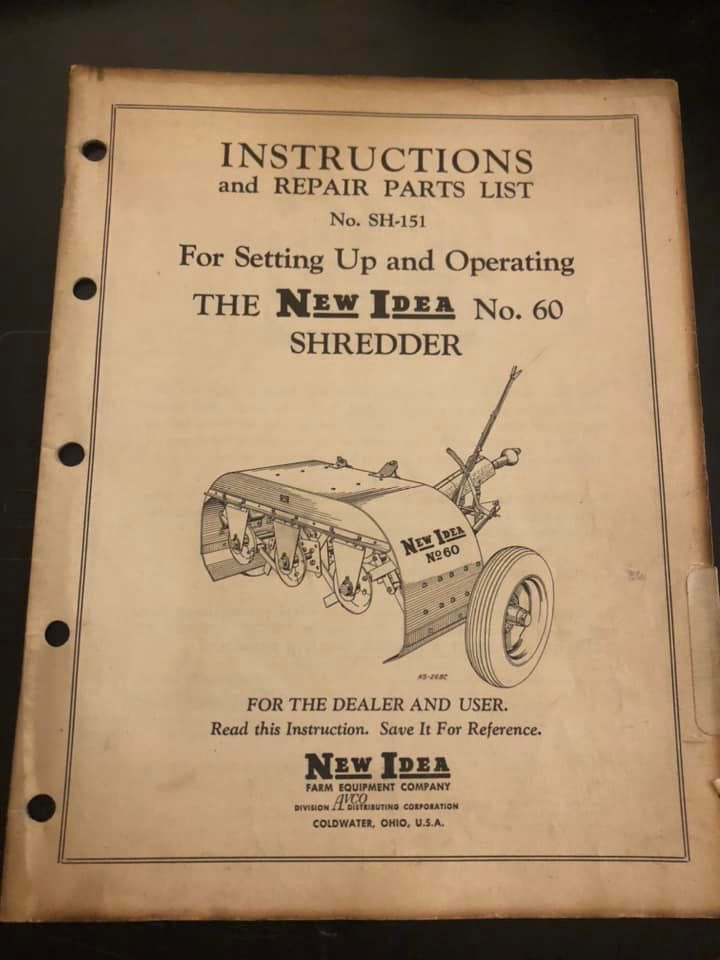 INSTRUCTIONS
and REPAIR PARTS LIST
No. SH-151
For Setting Up and Operating
THE NEW IDEA No. 60
SHREDDER
NEW IDEA
No 60
AS-268C
FOR THE DEALER AND USER.
Read this Instruction. Save It For Reference.
NEW IDEA
FARM EQUIPMENT COMPANY
DIVISION AVCO DISTRIBUTING CORPORATION
COLDWATER, OHIO, U.S.A.